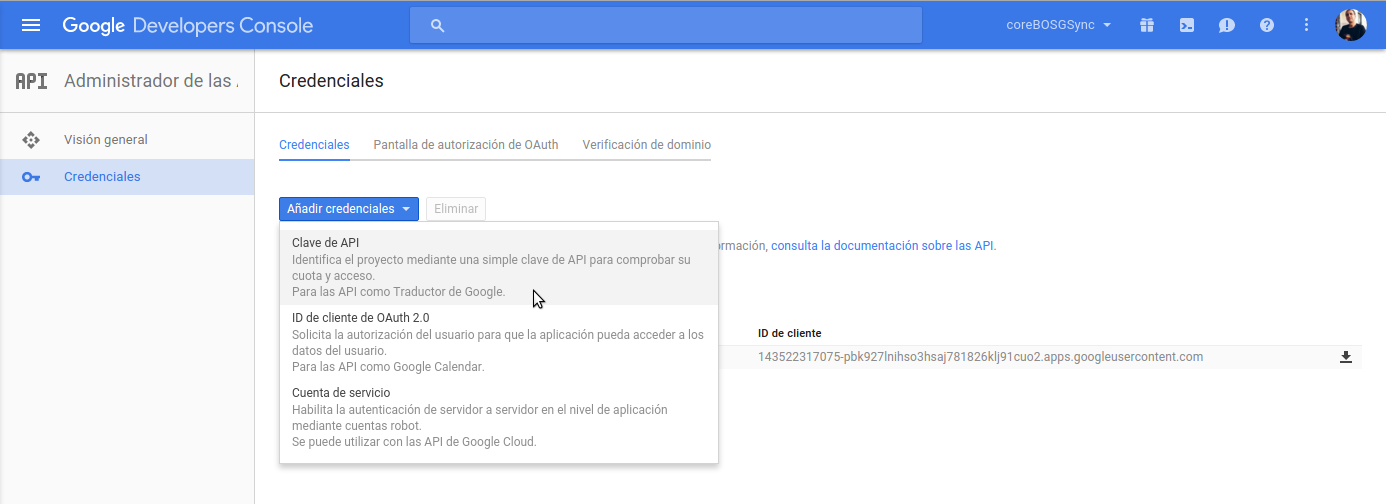 Google Developers Console
coreBOSGSync
API
Administrador de las
Credenciales
Visión general
Credenciales
Credenciales
Pantalla de autorización de OAuth
Verificación de dominio
Añadir credenciales
Eliminar
Clave de API
Identifica el proyecto mediante una simple clave de API para comprobar su
cuota y acceso.
Para las API como Traductor de Google.
consulta la documentación sobre las API.
ID de cliente de OAuth 2.0
Solicita la autorización del usuario para que la aplicación pueda acceder a los
datos del usuario.
Para las API como Google Calendar.
Cuenta de servicio
Habilita la autenticación de servidor a servidor en el nivel de aplicación
mediante cuentas robot.
Se puede utilizar con las API de Google Cloud.
ID de cliente
143522317075-pbk927lnihso3hsaj781826klj91cuo2.apps.googleusercontent.com